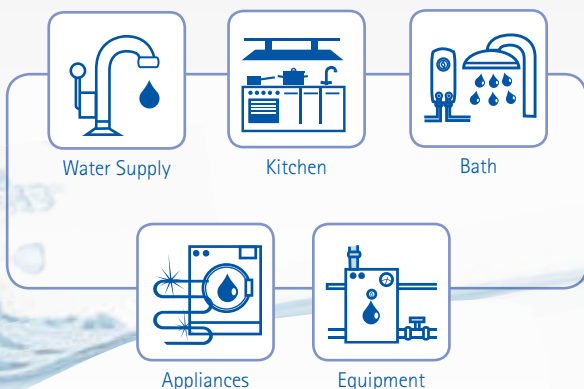 Water Supply
Kitchen
Bath
Appliances
Equipment